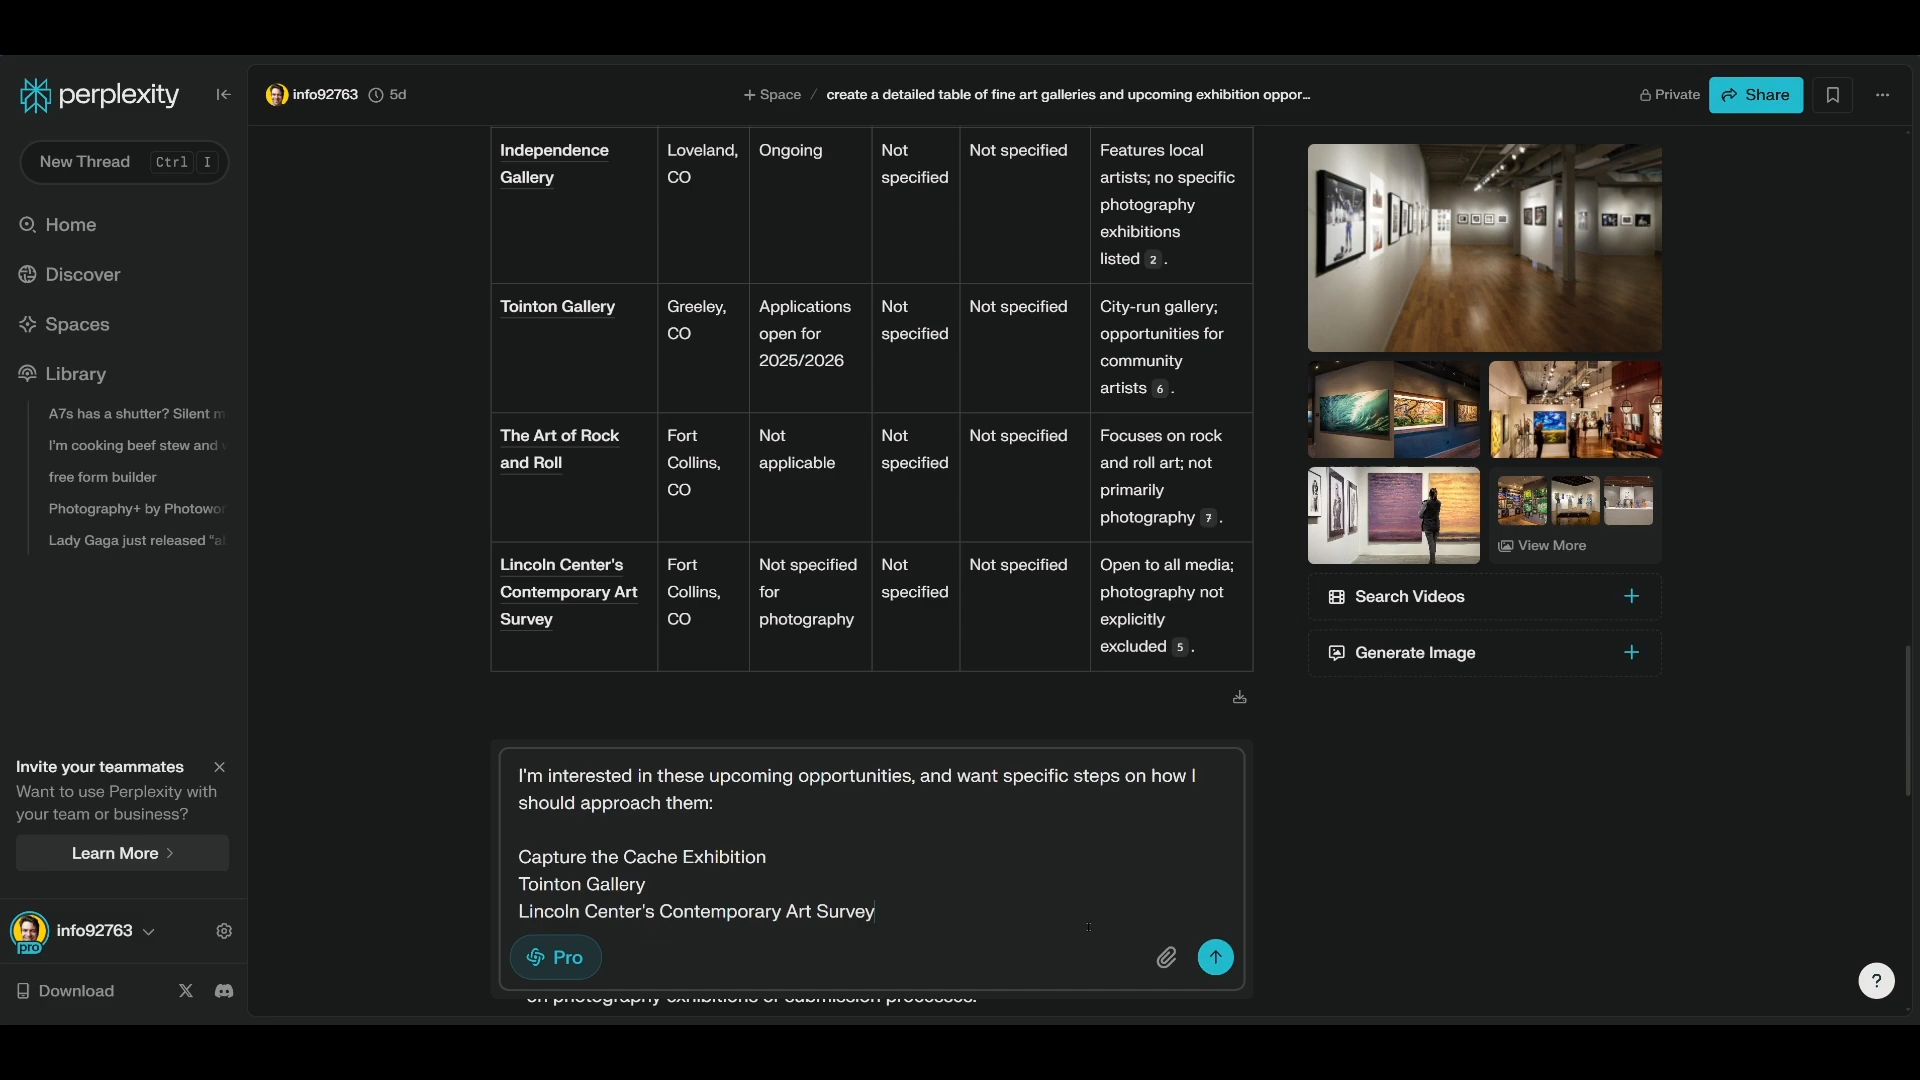 perplexity
New Thread Ctrl I
Home
Discover
Spaces
Library
A7s has a shutter? Silent m
I'm cooking beef stew and
free form builder
Photography+ by Photowor
Lady Gaga just released "a
Invite your teammates
Want to use Perplexity with
your team or business?
Learn More
pro
info92763
Download
info92763 5d
+ Space / create a detailed table of fine art galleries and upcoming exhibition oppor...
Private
Share
Independence
Gallery
Loveland,
CO
Ongoing
Not
specified
Not specified
Features local
artists; no specific
photography
exhibitions
listed 2 .
Tointon Gallery
Greeley,
CO
Applications
open for
2025/2026
Not
specified
Not specified
City-run gallery;
opportunities for
community
artists 6 .
The Art of Rock
and Roll
Fort
Collins,
CO
Not
applicable
Not
specified
Not specified
Focuses on rock
and roll art; not
primarily
photography 7 .
Lincoln Center's
Contemporary Art
Survey
Fort
Collins,
CO
Not specified
for
photography
Not
specified
Not specified
Open to all media;
photography not
explicitly
excluded 5 .
I'm interested in these upcoming opportunities, and want specific steps on how I
should approach them:
Capture the Cache Exhibition
Tointon Gallery
Lincoln Center's Contemporary Art Survey
Pro
on photography exhibitions or submission processes.
View More
Search Videos +
Generate Image +
?